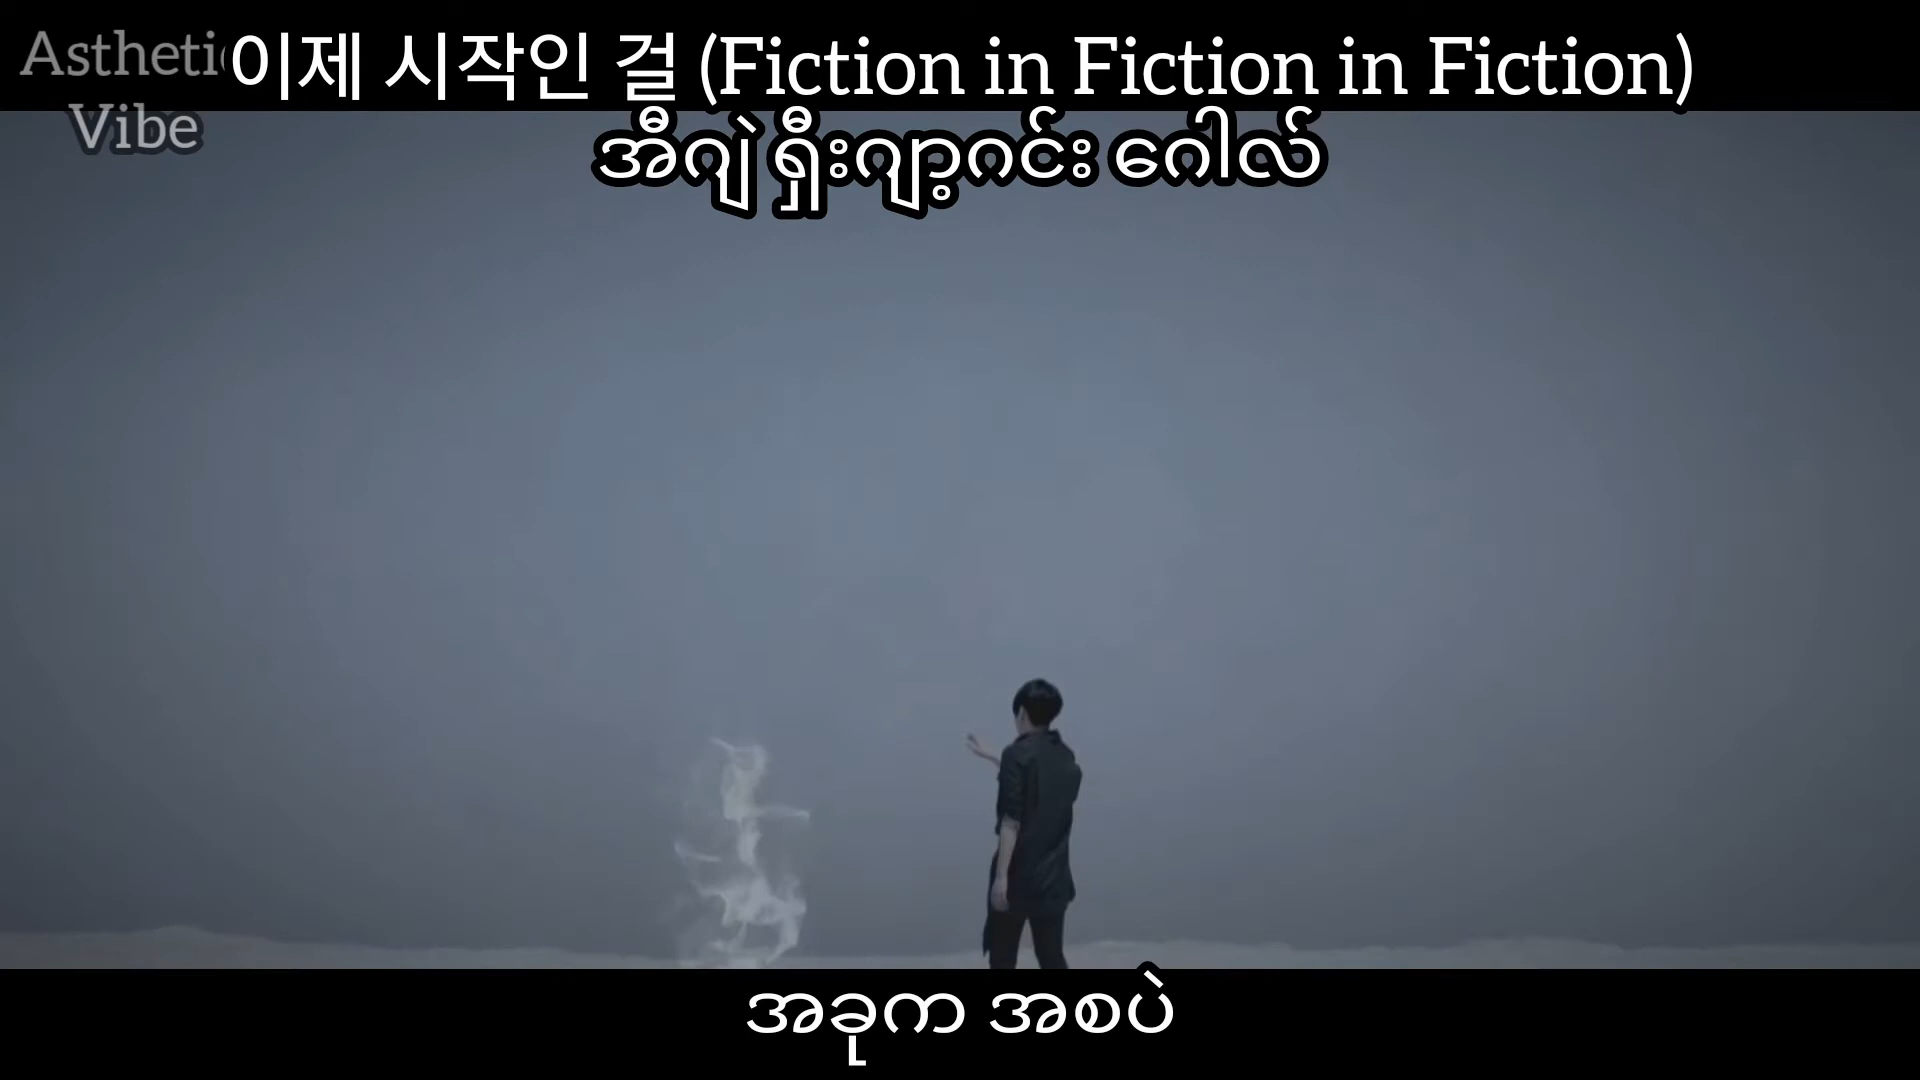 Astheti
Vibe
이제 시작인 걸 (Fiction in Fiction in Fiction)
အီဂျဲ ရှီးဂျာ့ဂင်း ဂေါလ်
အခုက အစပဲ